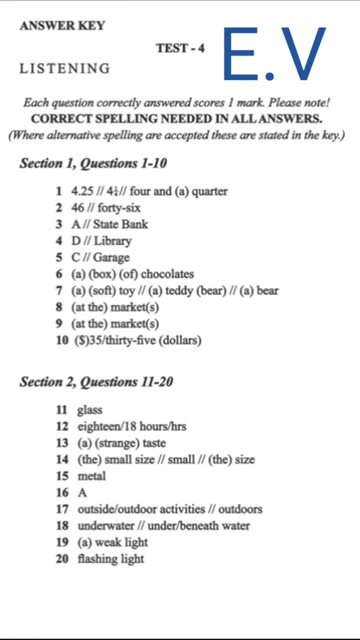 ANSWER KEY
E.V
TEST - 4
LISTENING
Each question correctly answered scores 1 mark. Please note!
CORRECT SPELLING NEEDED IN ALL ANSWERS.
(Where alternative spelling are accepted these are stated in the key.)
Section 1, Questions 1-10
1 4.25 // 4¼// four and (a) quarter
2 46 // forty-six
3 A // State Bank
4 D // Library
5 C // Garage
6 (a) (box) (of) chocolates
7 (a) (soft) toy // (a) teddy (bear) // (a) bear
8 (at the) market(s)
9 (at the) market(s)
10 ($)35/thirty-five (dollars)
Section 2, Questions 11-20
11 glass
12 eighteen/18 hours/hrs
13 (a) (strange) taste
14 (the) small size // small // (the) size
15 metal
16 A
17 outside/outdoor activities // outdoors
18 underwater // under/beneath water
19 (a) weak light
20 flashing light